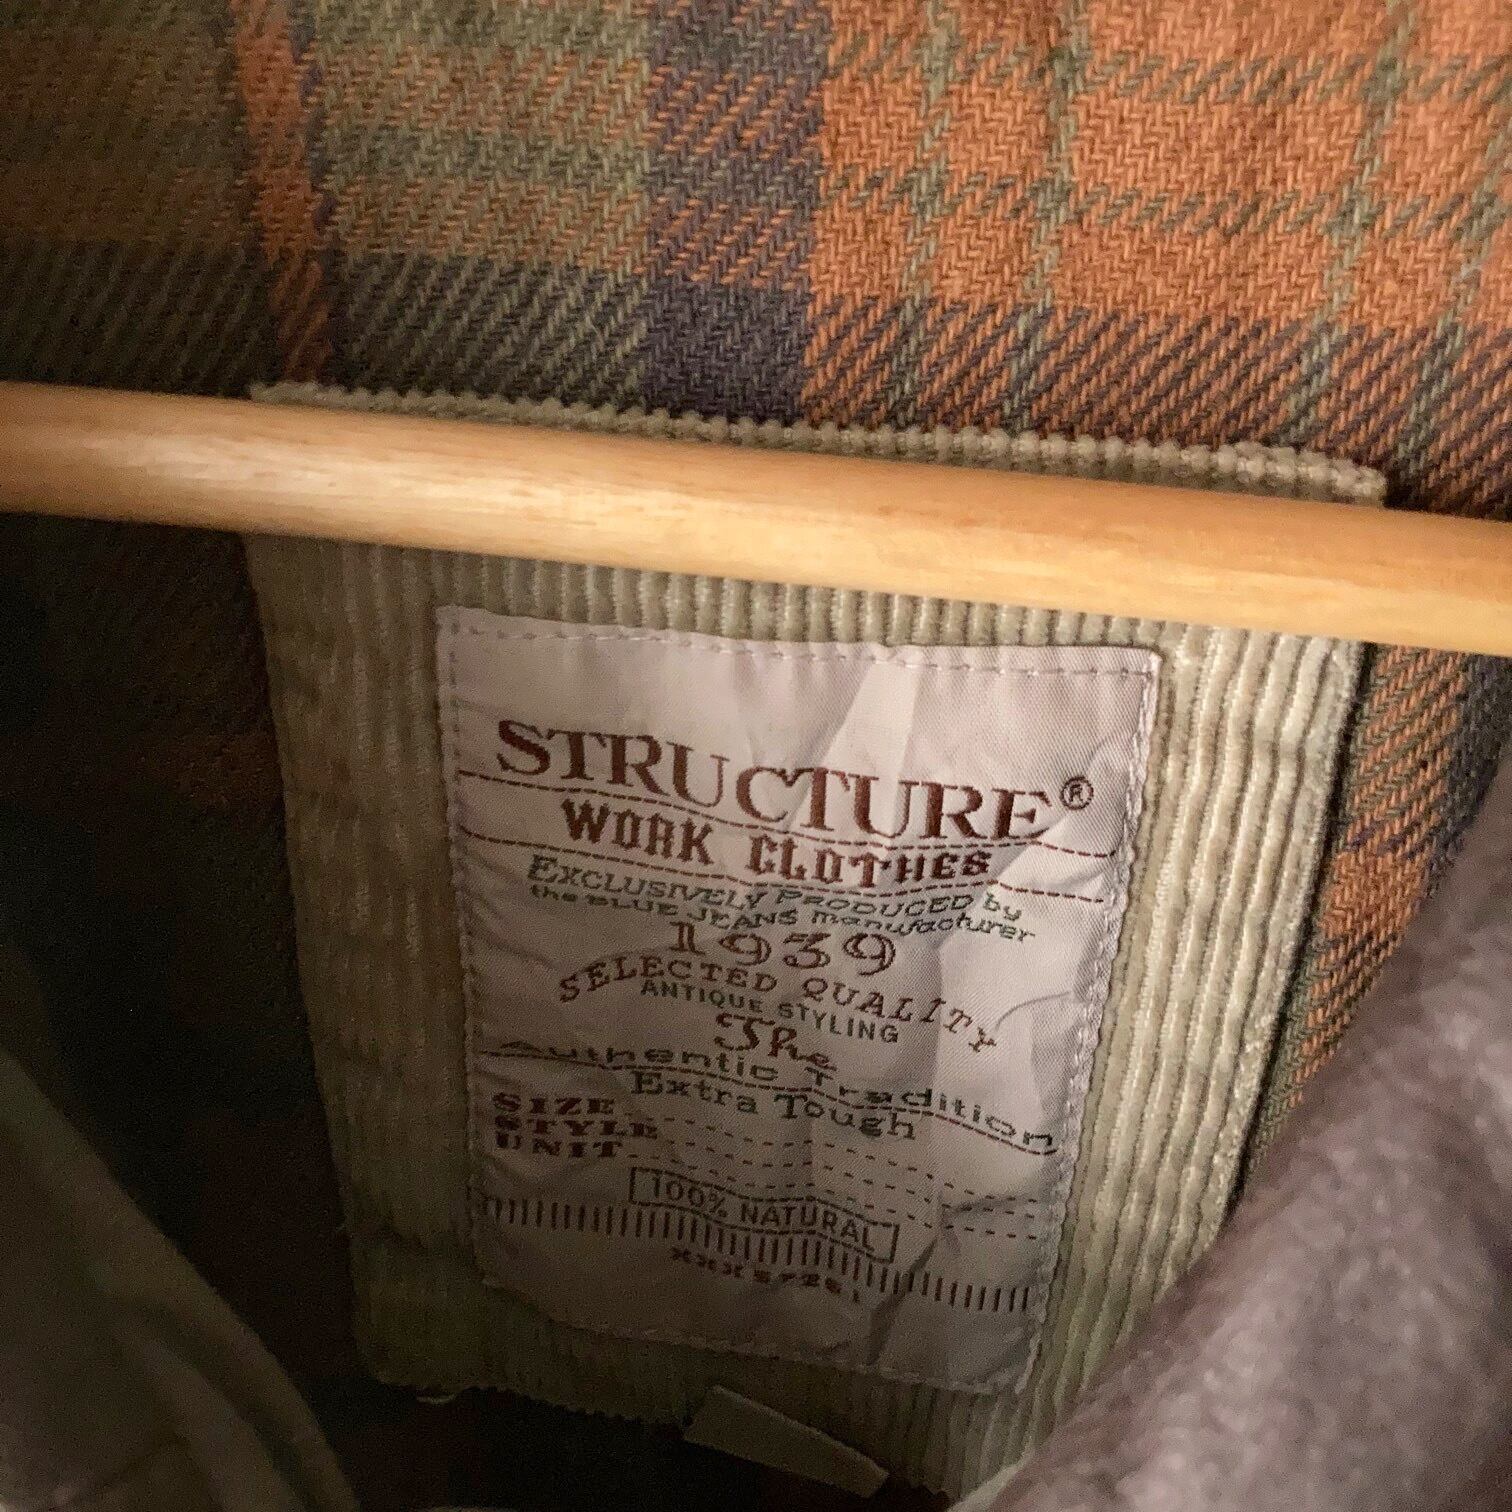 STRUCTURE®
WORK CLOTHES
EXCLUSIVELY PRODUCED by
the BLUE JEANS manufacturer
1939
SELECTED QUALITY
ANTIQUE STYLING
The
Authentic Tradition
Extra Tough
SIZE
STYLE
UNIT
100% NATURAL